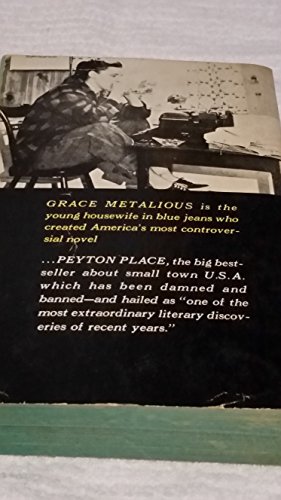 GRACE METALIOUS is the
young housewife in blue jeans who
created America's most controver-
sial novel
...PEYTON PLACE, the big best-
seller about small town U.S.A.
which has been damned and
banned—and hailed as "one of the
most extraordinary literary discov-
eries of recent years."